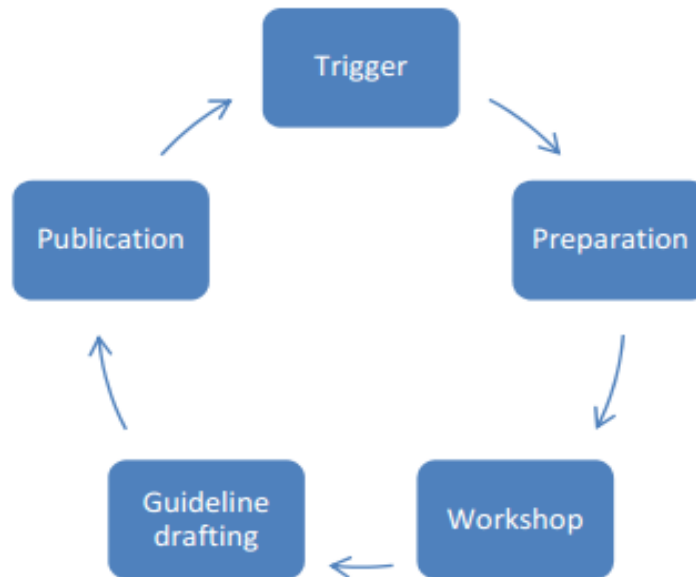 Trigger
Preparation
Workshop
Guideline
drafting
Publication